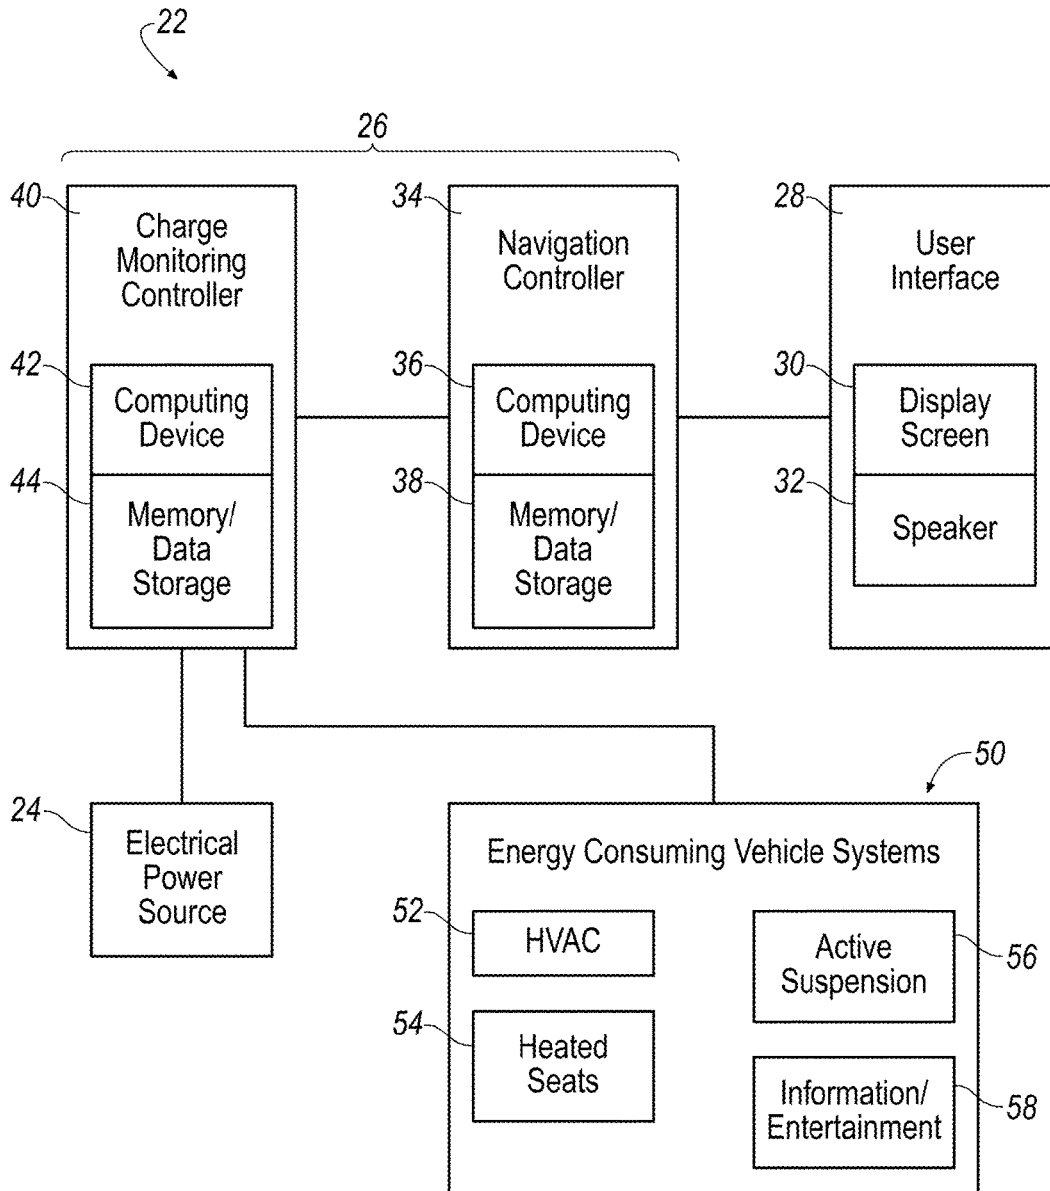 22
26
40
Charge
Monitoring
Controller
34
Navigation
Controller
28
User
Interface
42
Computing
Device
44
Memory/
Data
Storage
36
Computing
Device
38
Memory/
Data
Storage
30
Display
Screen
32
Speaker
24
Electrical
Power
Source
50
Energy Consuming Vehicle Systems
52
HVAC
54
Heated
Seats
Active
Suspension
56
Information/
Entertainment
58